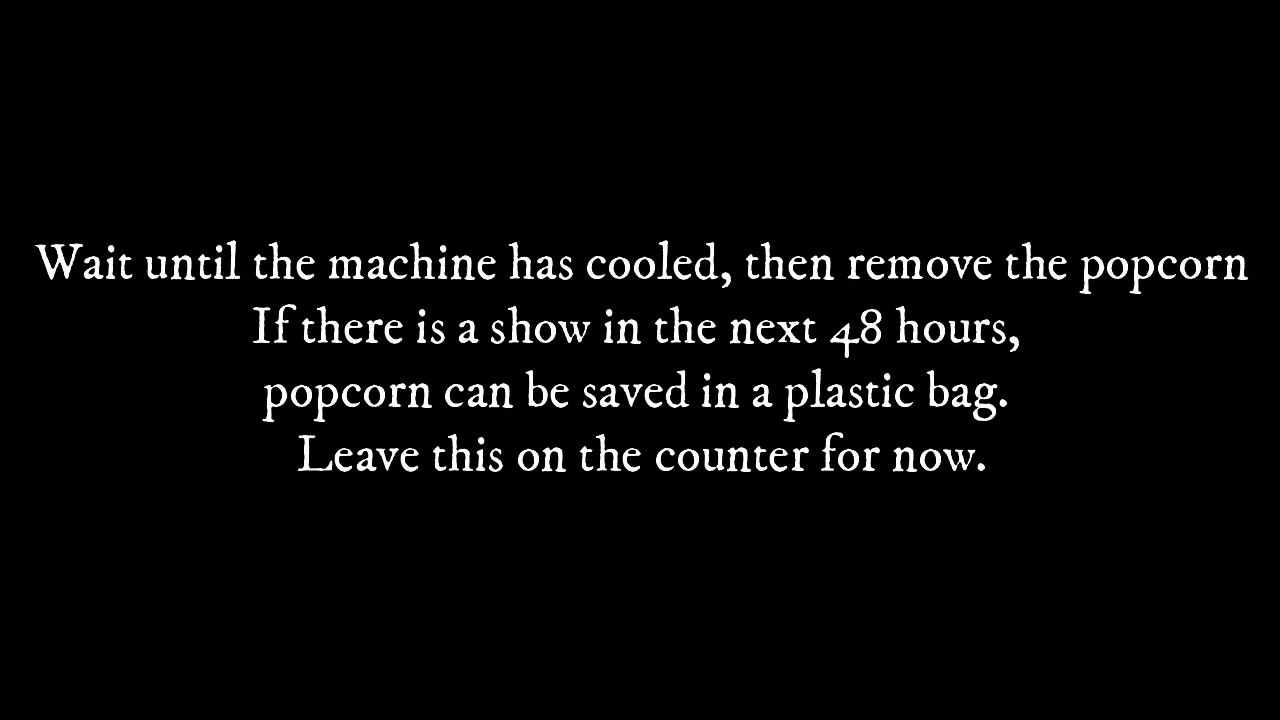 Wait until the machine has cooled, then remove the popcorn
If there is a show in the next 48 hours,
popcorn can be saved in a plastic bag.
Leave this on the counter for now.